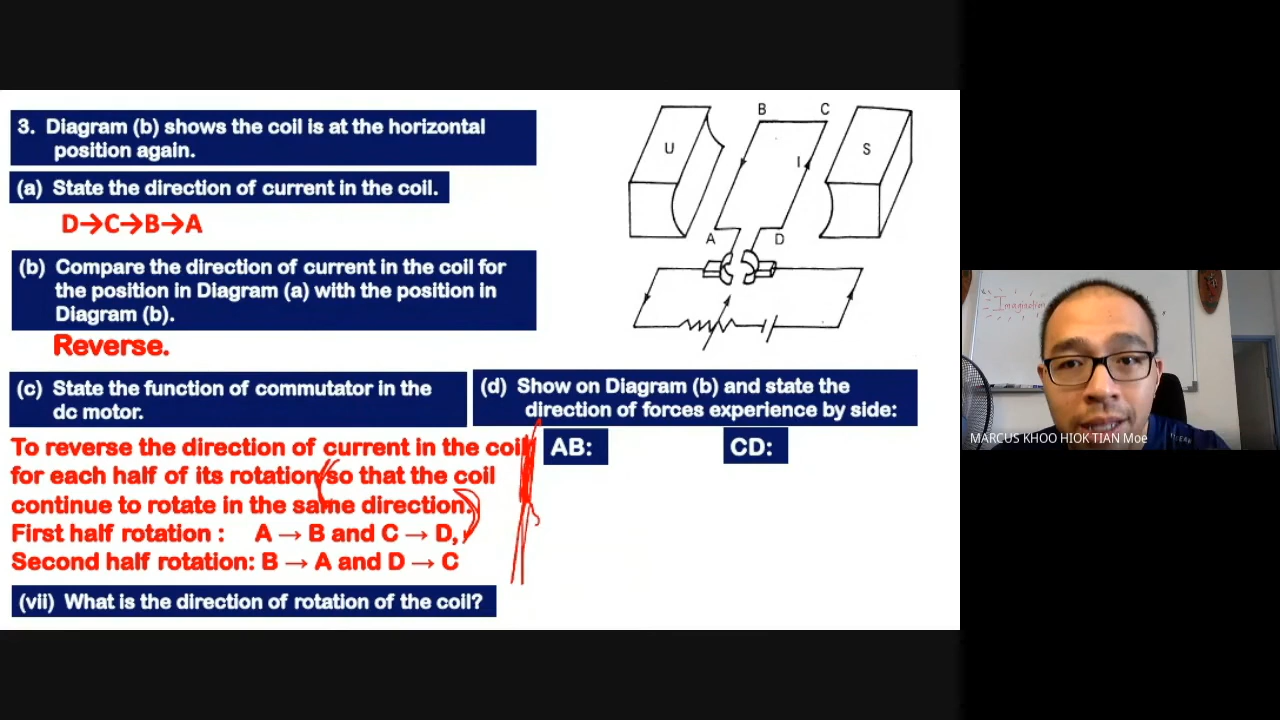 3. Diagram (b) shows the coil is at the horizontal
position again.
(a) State the direction of current in the coil.
D→C→B→A
(b) Compare the direction of current in the coil for
the position in Diagram (a) with the position in
Diagram (b).
Reverse.
(c) State the function of commutator in the
dc motor.
To reverse the direction of current in the coil
for each half of its rotation so that the coil
continue to rotate in the same direction.
First half rotation : A → B and C → D,
Second half rotation: B → A and D → C
(vii) What is the direction of rotation of the coil?
(d) Show on Diagram (b) and state the
direction of forces experience by side:
AB: CD:
B C
U I S
A D
Imagination
MARCUS KHOO HIOK TIAN Moe